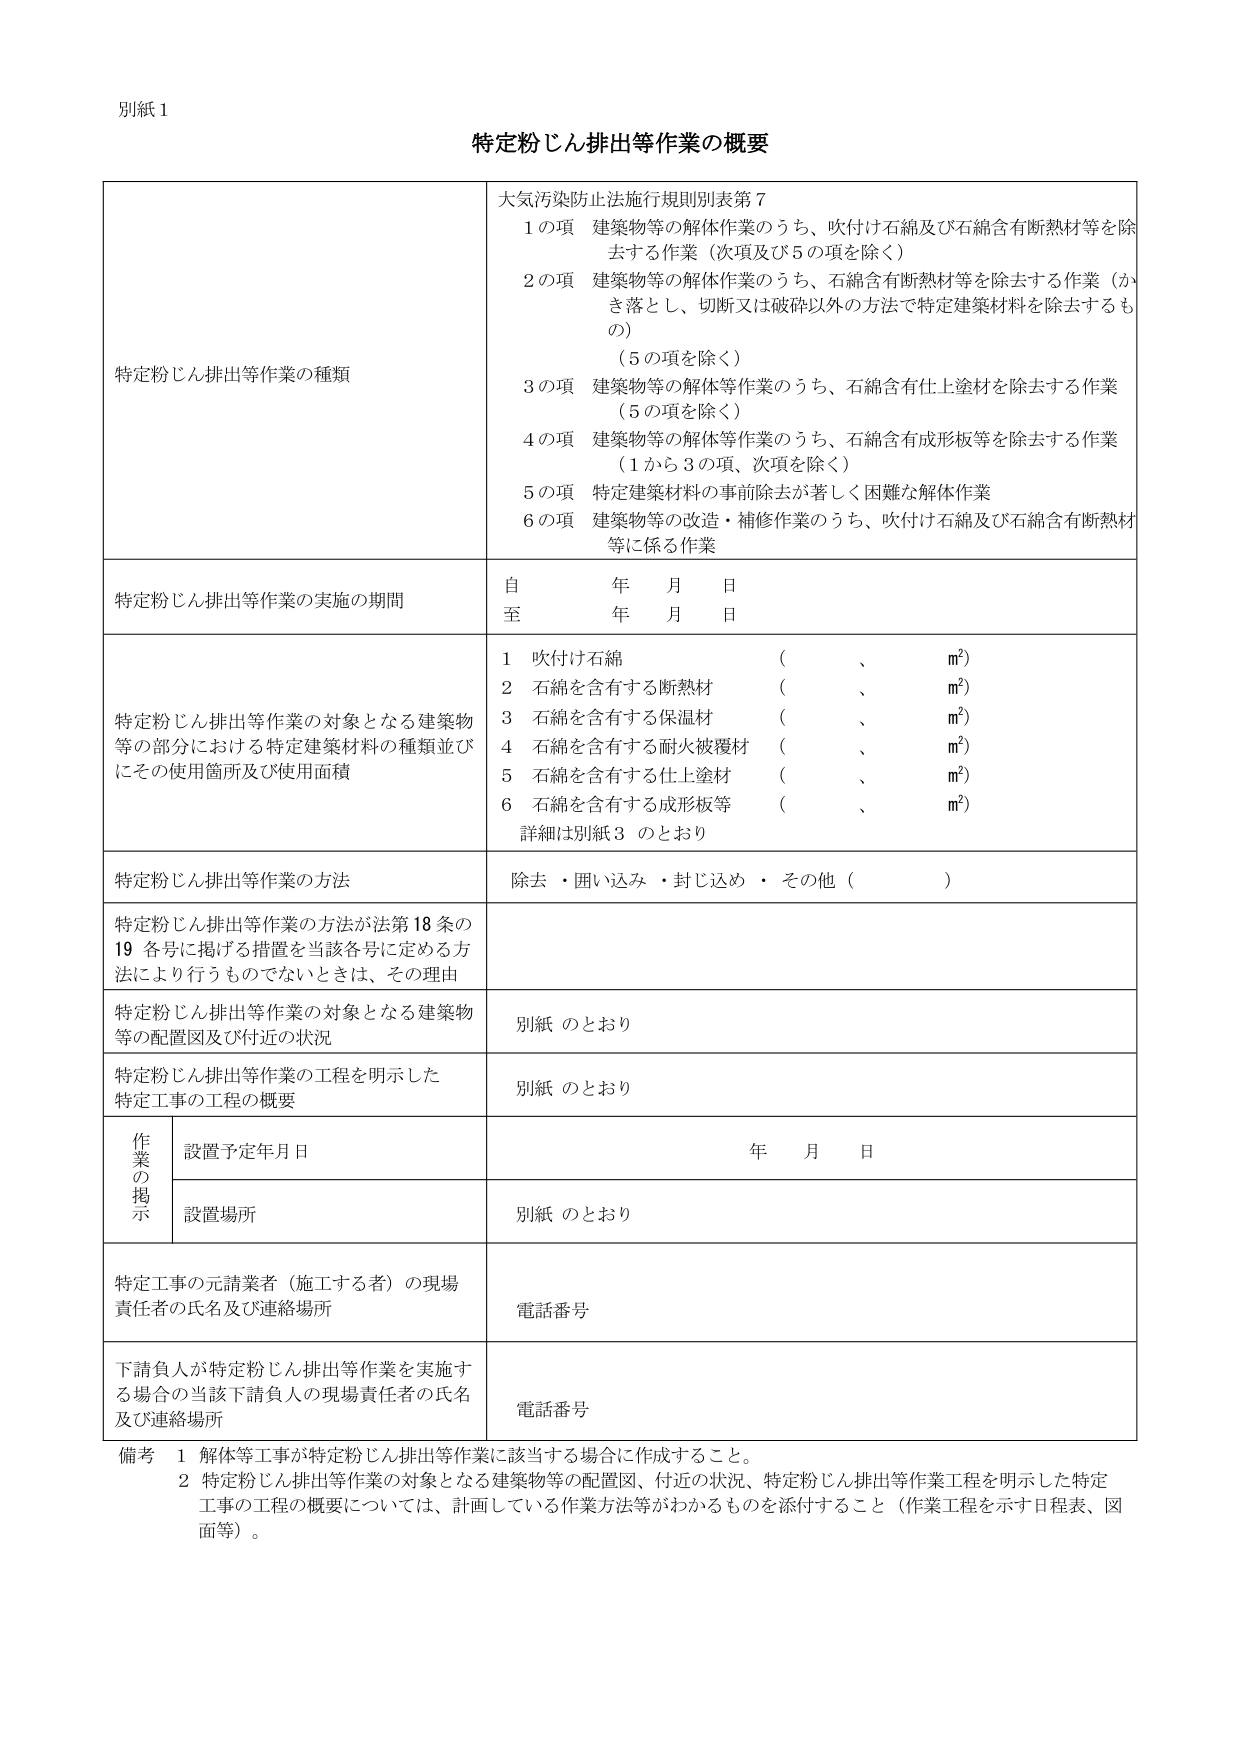 別紙１
特定粉じん排出等作業の概要
特定粉じん排出等作業の種類
大気汚染防止法施行規則別表第７
１の項　建築物等の解体作業のうち、吹付け石綿及び石綿含有断熱材等を除
去する作業（次項及び５の項を除く）
２の項　建築物等の解体作業のうち、石綿含有断熱材等を除去する作業（か
き落とし、切断又は破砕以外の方法で特定建築材料を除去するも
の）
（５の項を除く）
３の項　建築物等の解体等作業のうち、石綿含有仕上塗材を除去する作業
（５の項を除く）
４の項　建築物等の解体等作業のうち、石綿含有成形板等を除去する作業
（１から３の項、次項を除く）
５の項　特定建築材料の事前除去が著しく困難な解体作業
６の項　建築物等の改造・補修作業のうち、吹付け石綿及び石綿含有断熱材
等に係る作業
特定粉じん排出等作業の実施の期間
自　　　　　年　　月　　日
至　　　　　年　　月　　日
特定粉じん排出等作業の対象となる建築物
等の部分における特定建築材料の種類並び
にその使用箇所及び使用面積
1　吹付け石綿　　　　　　　　（　　　　、　　　　㎡）
2　石綿を含有する断熱材　　　（　　　　、　　　　㎡）
3　石綿を含有する保温材　　　（　　　　、　　　　㎡）
4　石綿を含有する耐火被覆材　（　　　　、　　　　㎡）
5　石綿を含有する仕上塗材　　（　　　　、　　　　㎡）
6　石綿を含有する成形板等　　（　　　　、　　　　㎡）
詳細は別紙３ のとおり
特定粉じん排出等作業の方法
除去 ・囲い込み ・封じ込め ・ その他（　　　　　）
特定粉じん排出等作業の方法が法第 18 条の
19 各号に掲げる措置を当該各号に定める方
法により行うものでないときは、その理由
特定粉じん排出等作業の対象となる建築物
等の配置図及び付近の状況
別紙 のとおり
特定粉じん排出等作業の工程を明示した
特定工事の工程の概要
別紙 のとおり
作業の掲示
設置予定年月日
年　　月　　日
設置場所
別紙 のとおり
特定工事の元請業者（施工する者）の現場
責任者の氏名及び連絡場所
電話番号
下請負人が特定粉じん排出等作業を実施す
る場合の当該下請負人の現場責任者の氏名
及び連絡場所
電話番号
備考　１ 解体等工事が特定粉じん排出等作業に該当する場合に作成すること。
２ 特定粉じん排出等作業の対象となる建築物等の配置図、付近の状況、特定粉じん排出等作業工程を明示した特定
工事の工程の概要については、計画している作業方法等がわかるものを添付すること（作業工程を示す日程表、図
面等）。